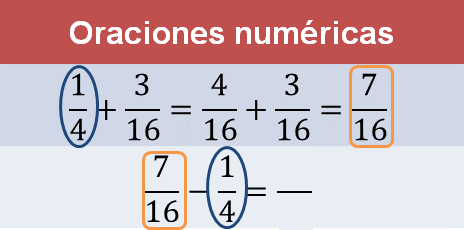 Oraciones numéricas
1/4 + 3/16 = 4/16 + 3/16 = 7/16
7/16 − 1/4 = —